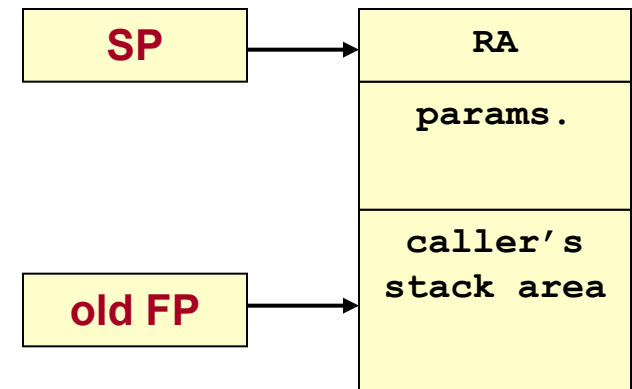 SP
RA
params.
caller’s
stack area
old FP